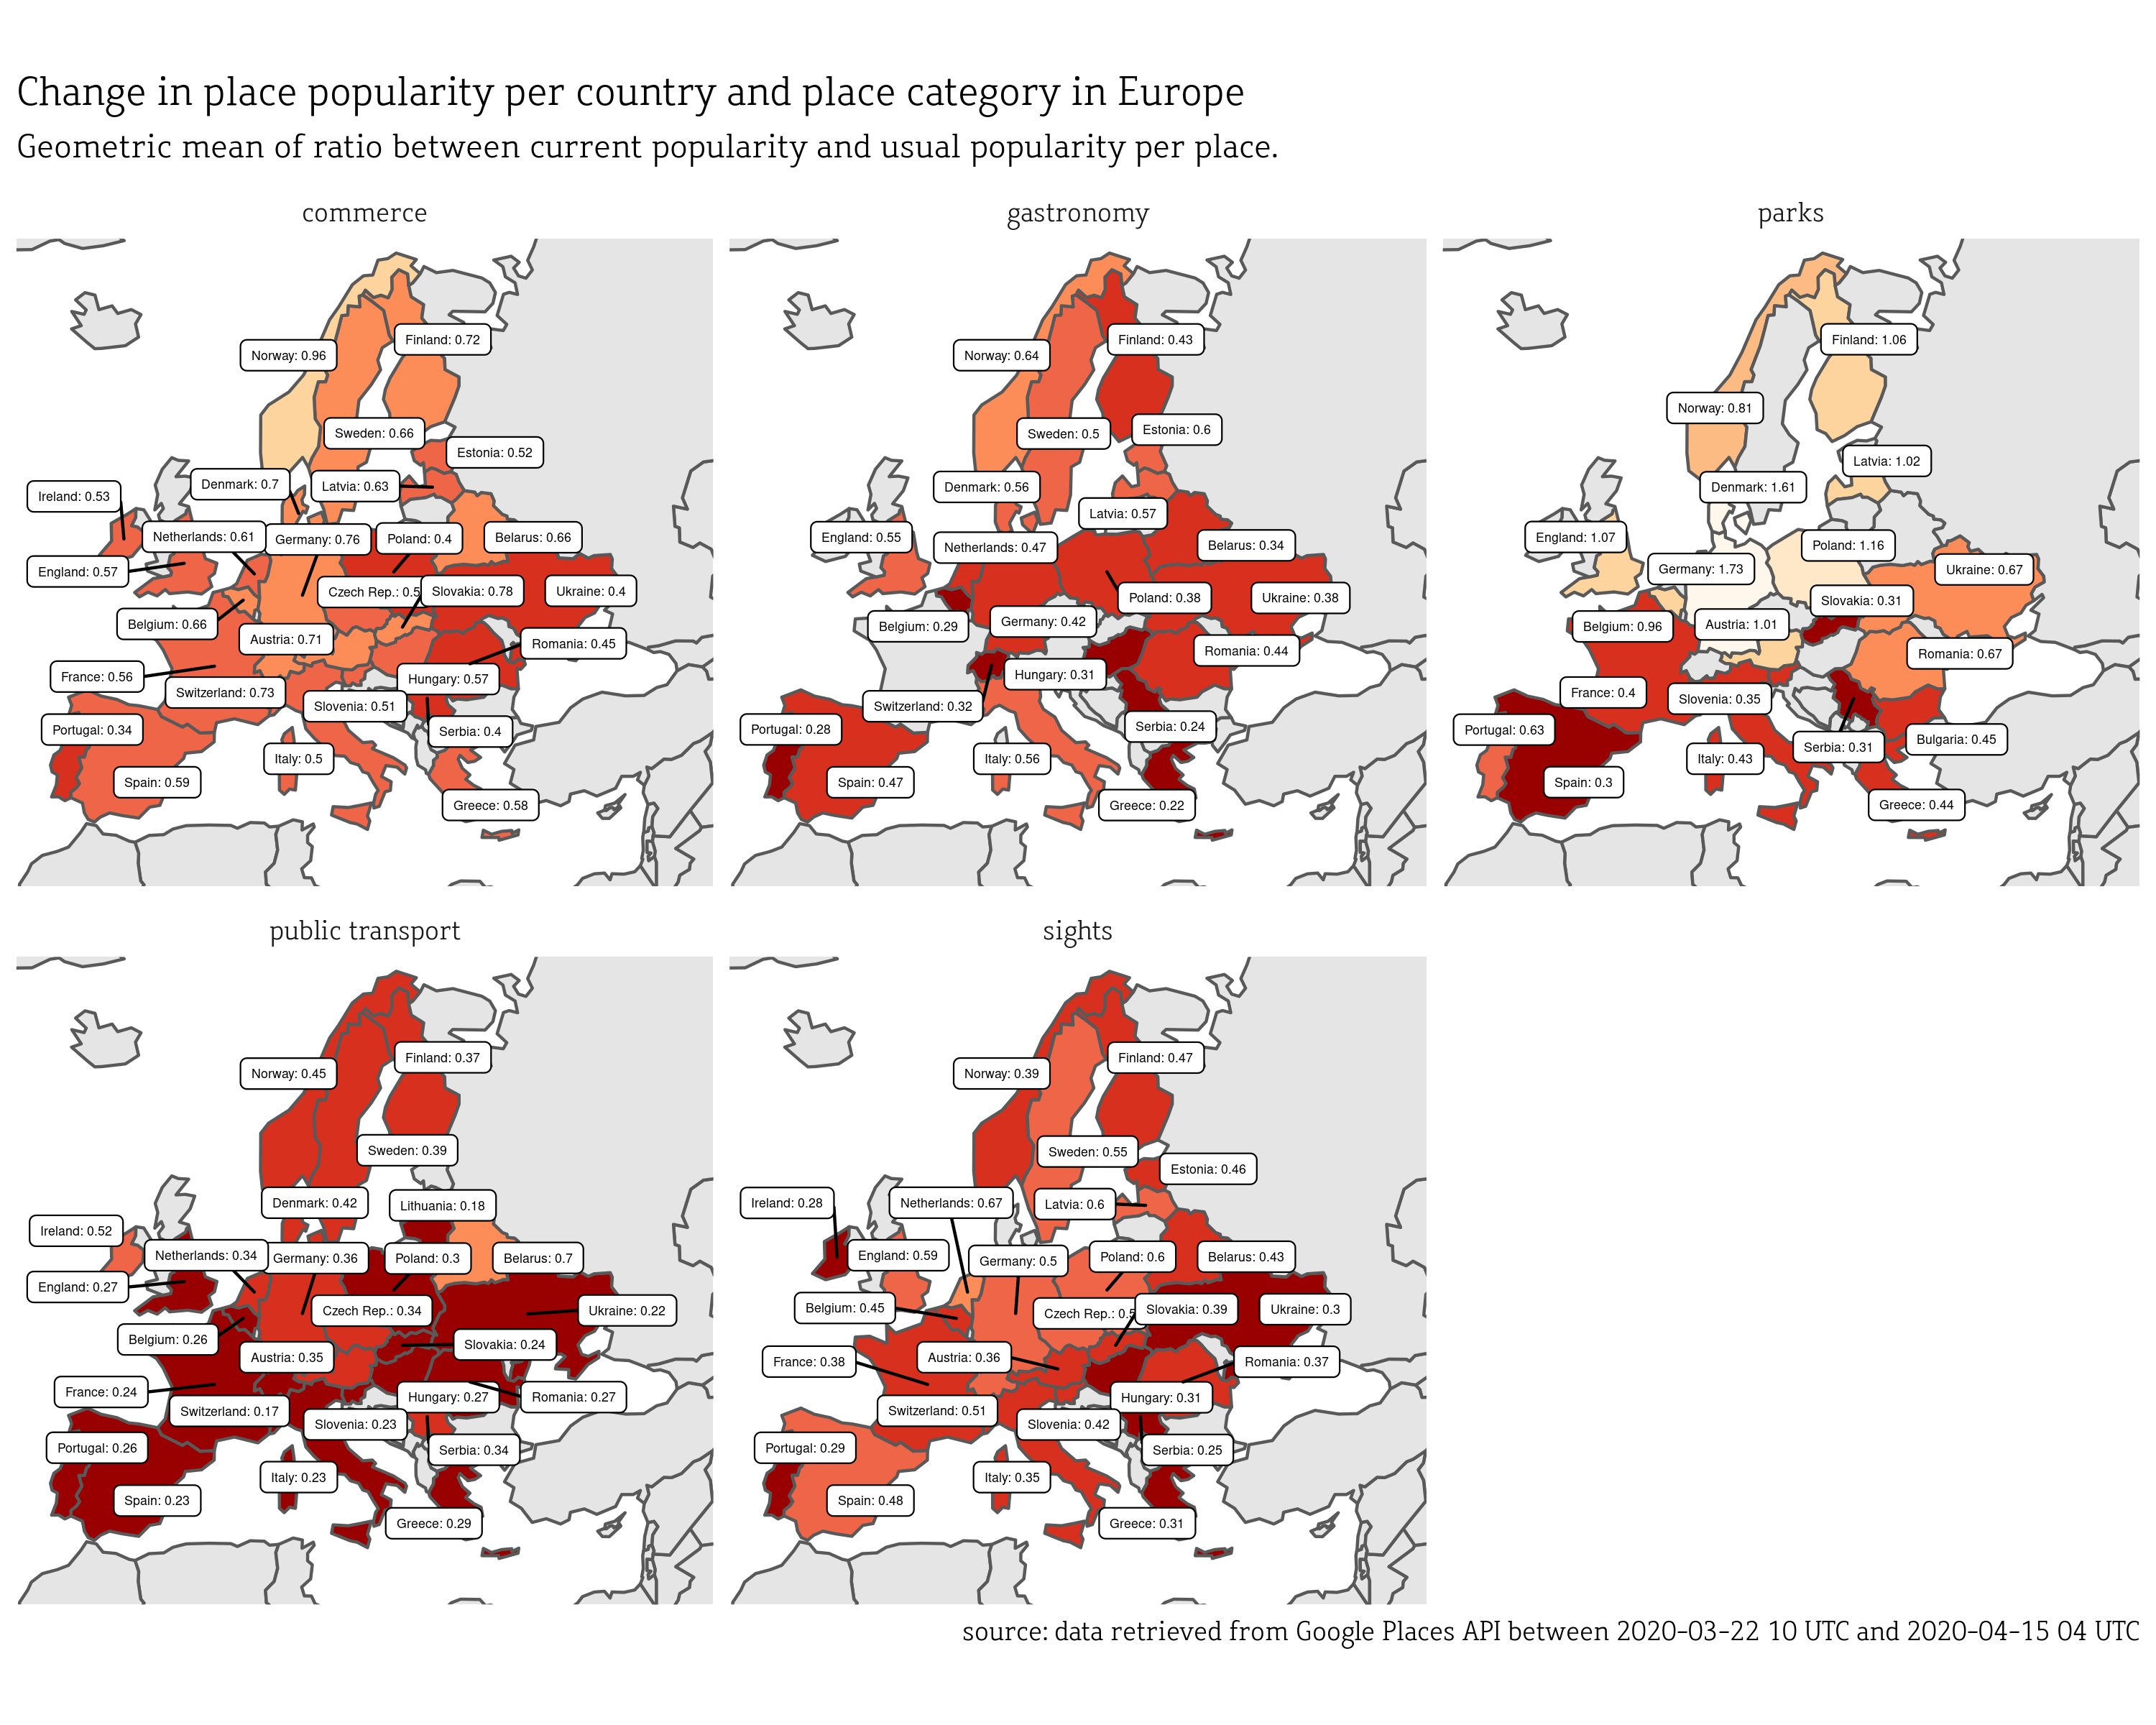 Change in place popularity per country and place category in Europe
Geometric mean of ratio between current popularity and usual popularity per place.
commerce
Norway: 0.96
Finland: 0.72
Sweden: 0.66
Estonia: 0.52
Ireland: 0.53
Denmark: 0.7
Latvia: 0.63
Netherlands: 0.61
Germany: 0.76
Poland: 0.4
Belarus: 0.66
England: 0.57
Czech Rep.: 0.5
Slovakia: 0.78
Ukraine: 0.4
Belgium: 0.66
Austria: 0.71
Romania: 0.45
France: 0.56
Switzerland: 0.73
Hungary: 0.57
Slovenia: 0.51
Portugal: 0.34
Serbia: 0.4
Italy: 0.5
Spain: 0.59
Greece: 0.58
gastronomy
Norway: 0.64
Finland: 0.43
Sweden: 0.5
Estonia: 0.6
Denmark: 0.56
Latvia: 0.57
England: 0.55
Netherlands: 0.47
Belarus: 0.34
Poland: 0.38
Ukraine: 0.38
Belgium: 0.29
Germany: 0.42
Romania: 0.44
Hungary: 0.31
Switzerland: 0.32
Portugal: 0.28
Serbia: 0.24
Italy: 0.56
Spain: 0.47
Greece: 0.22
parks
Finland: 1.06
Norway: 0.81
Latvia: 1.02
Denmark: 1.61
England: 1.07
Poland: 1.16
Germany: 1.73
Ukraine: 0.67
Slovakia: 0.31
Belgium: 0.96
Austria: 1.01
Romania: 0.67
France: 0.4
Slovenia: 0.35
Portugal: 0.63
Serbia: 0.31
Bulgaria: 0.45
Italy: 0.43
Spain: 0.3
Greece: 0.44
public transport
Norway: 0.45
Finland: 0.37
Sweden: 0.39
Denmark: 0.42
Lithuania: 0.18
Ireland: 0.52
Netherlands: 0.34
Germany: 0.36
Poland: 0.3
Belarus: 0.7
England: 0.27
Czech Rep.: 0.34
Ukraine: 0.22
Belgium: 0.26
Slovakia: 0.24
Austria: 0.35
France: 0.24
Hungary: 0.27
Romania: 0.27
Switzerland: 0.17
Slovenia: 0.23
Portugal: 0.26
Serbia: 0.34
Italy: 0.23
Spain: 0.23
Greece: 0.29
sights
Norway: 0.39
Finland: 0.47
Sweden: 0.55
Estonia: 0.46
Ireland: 0.28
Netherlands: 0.67
Latvia: 0.6
England: 0.59
Germany: 0.5
Poland: 0.6
Belarus: 0.43
Belgium: 0.45
Czech Rep.: 0.5
Slovakia: 0.39
Ukraine: 0.3
France: 0.38
Austria: 0.36
Romania: 0.37
Hungary: 0.31
Switzerland: 0.51
Slovenia: 0.42
Portugal: 0.29
Serbia: 0.25
Italy: 0.35
Spain: 0.48
Greece: 0.31
source: data retrieved from Google Places API between 2020-03-22 10 UTC and 2020-04-15 04 UTC